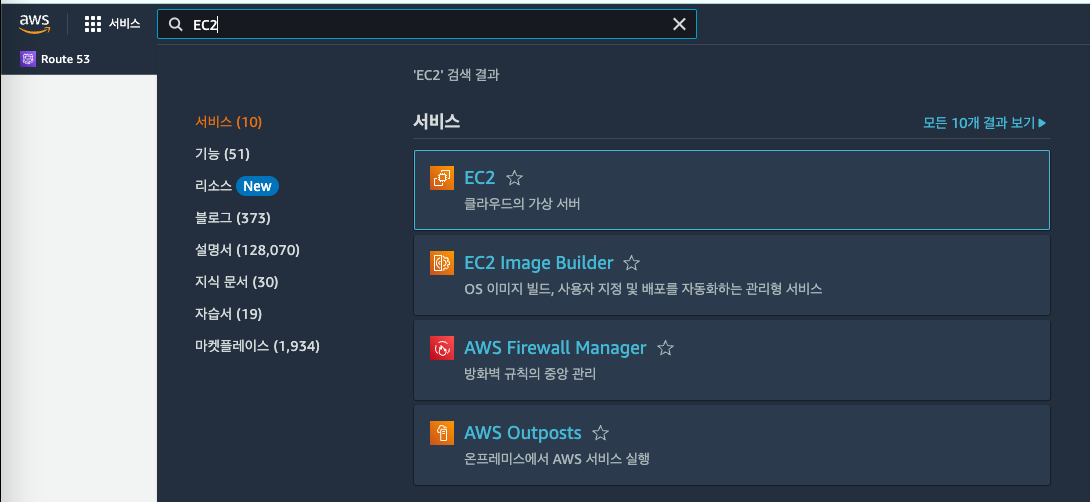 aws
서비스
EC2
Route 53
'EC2' 검색 결과
서비스 (10)
기능 (51)
리소스 New
블로그 (373)
설명서 (128,070)
지식 문서 (30)
자습서 (19)
마켓플레이스 (1,934)
서비스
모든 10개 결과 보기
EC2
클라우드의 가상 서버
EC2 Image Builder
OS 이미지 빌드, 사용자 지정 및 배포를 자동화하는 관리형 서비스
AWS Firewall Manager
방화벽 규칙의 중앙 관리
AWS Outposts
온프레미스에서 AWS 서비스 실행